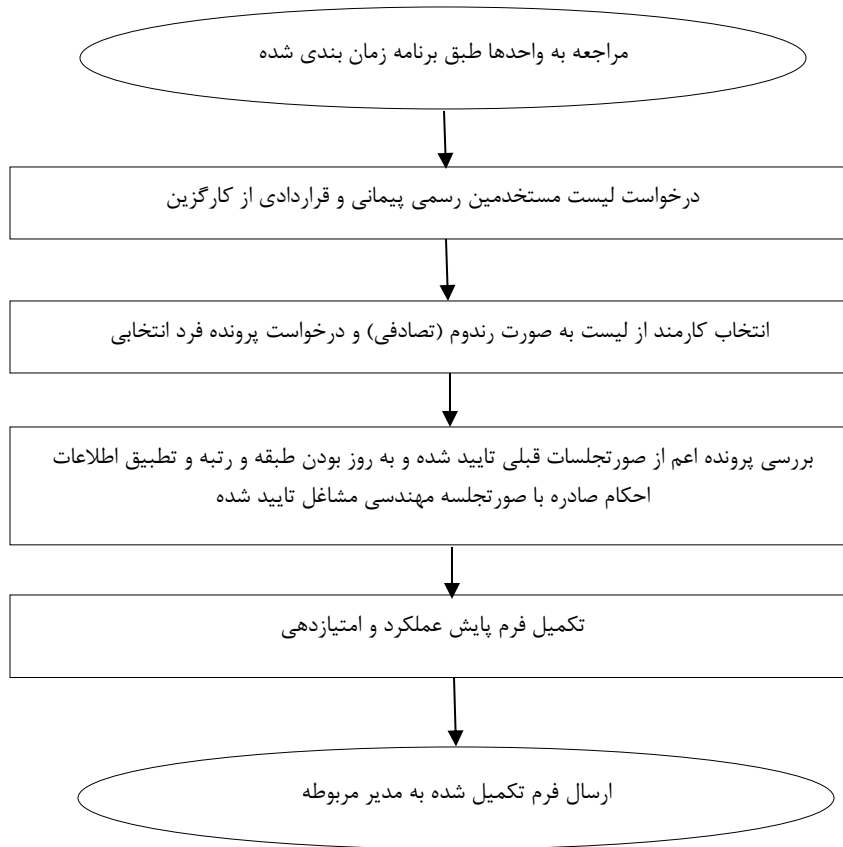 مراجعه به واحدها طبق برنامه زمان بندی شده
درخواست لیست مستخدمین رسمی پیمانی و قراردادی از کارگزین
انتخاب کارمند از لیست به صورت رندوم (تصادفی) و درخواست پرونده فرد انتخابی
بررسی پرونده اعم از صورتجلسات قبلی تایید شده و به روز بودن طبقه و رتبه و تطبیق اطلاعات
احکام صادره با صورتجلسه مهندسی مشاغل تایید شده
تکمیل فرم پایش عملکرد و امتیازدهی
ارسال فرم تکمیل شده به مدیر مربوطه